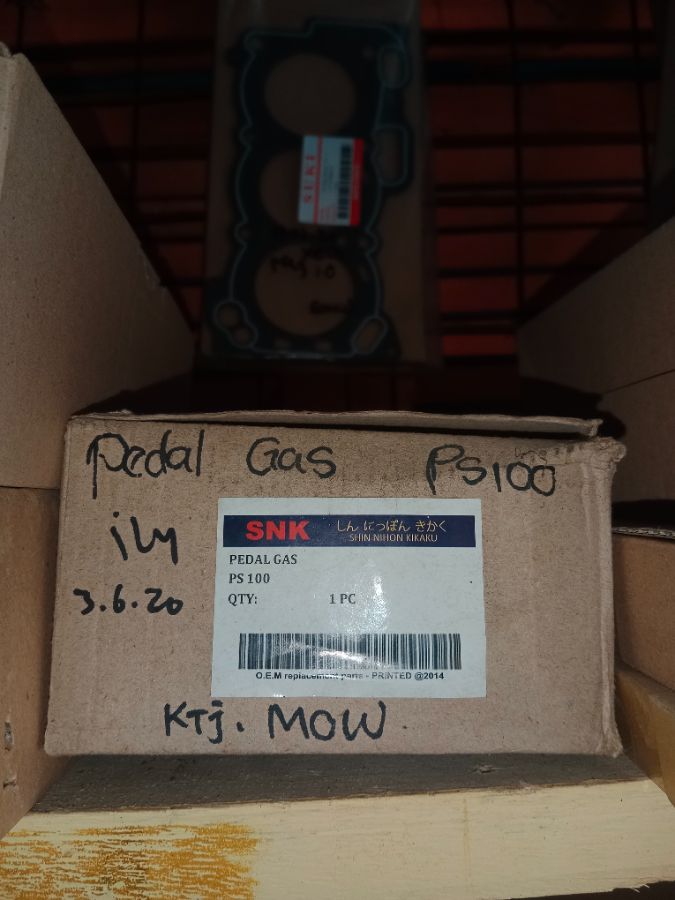 SUKI
Pedal Gas PS100
ily
3.6.20
SNK しん にっぽん きかく
SHIN NIHON KIKAKU
PEDAL GAS
PS 100
QTY: 1 PC
O.E.M replacement parts - PRINTED @2014
KTj. MOW